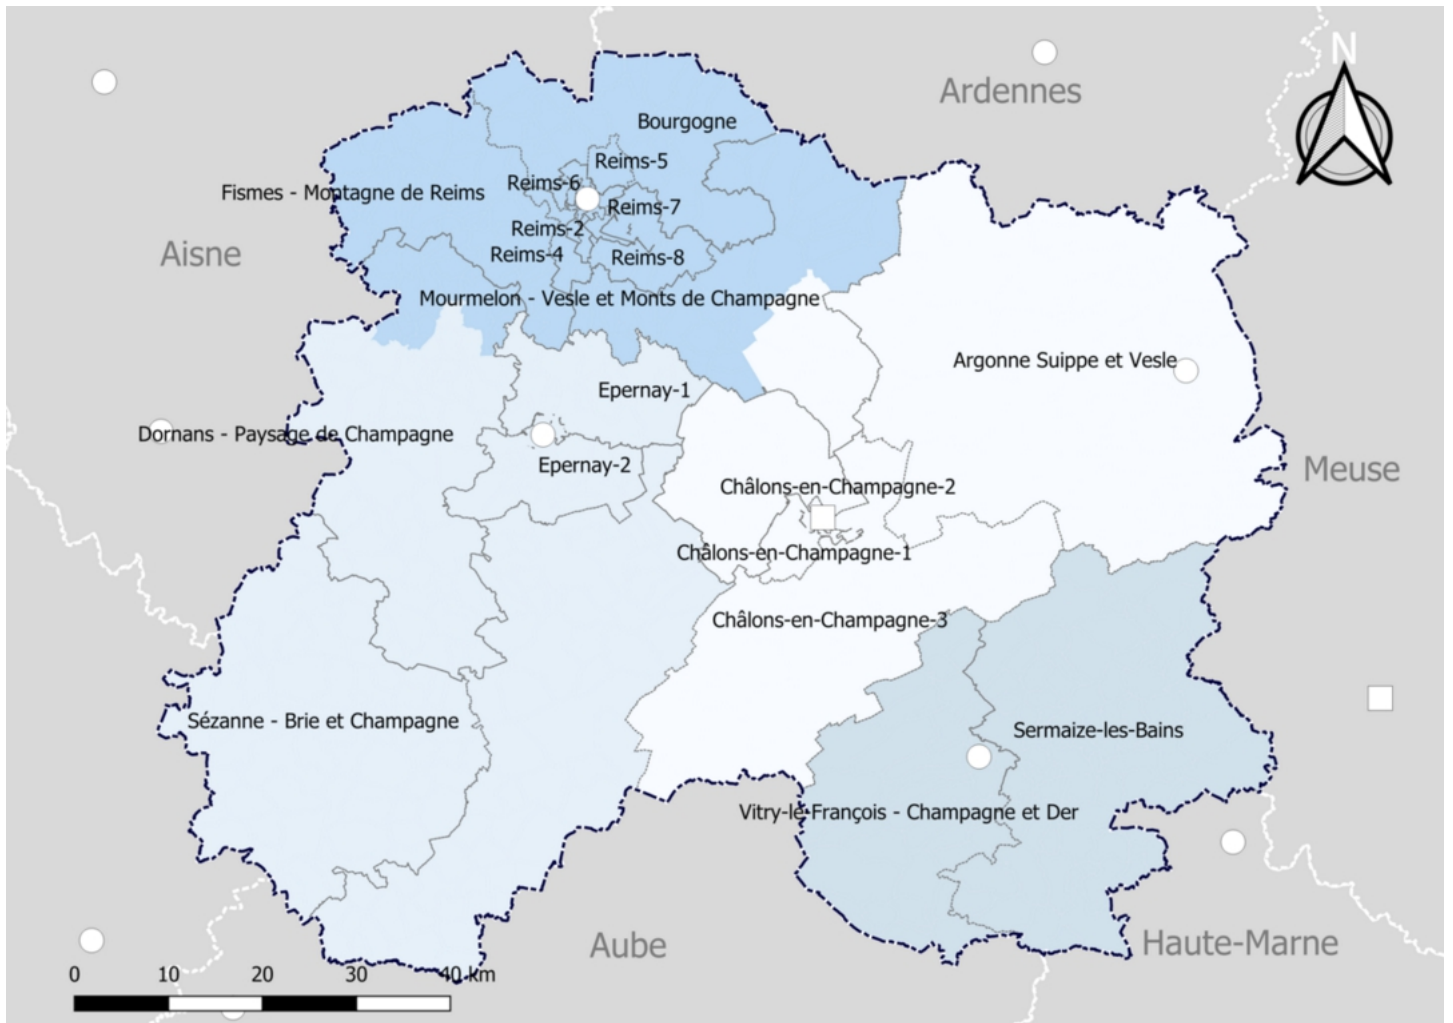 N
Ardennes
Bourgogne
Reims-5
Reims-6
Fismes - Montagne de Reims
Reims-7
Reims-2
Aisne
Reims-4
Reims-8
Mourmelon - Vesle et Monts de Champagne
Argonne Suippe et Vesle
Epernay-1
Dornans - Paysage de Champagne
Epernay-2
Meuse
Châlons-en-Champagne-2
Châlons-en-Champagne-1
Châlons-en-Champagne-3
Sézanne - Brie et Champagne
Sermaize-les-Bains
Vitry-le-François - Champagne et Der
Aube
Haute-Marne
0 10 20 30 40 km